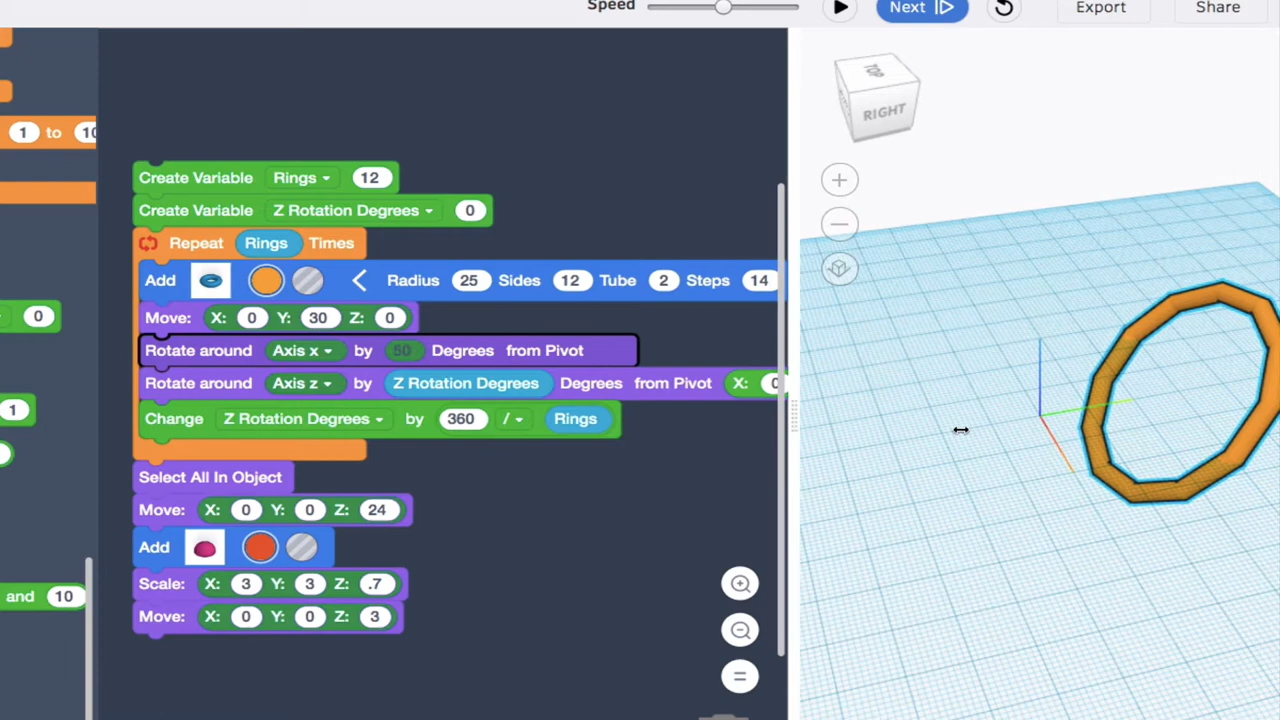 Speed Next Export Share
1 to 10
0
1
and 10
Create Variable Rings 12
Create Variable Z Rotation Degrees 0
Repeat Rings Times
Add Radius 25 Sides 12 Tube 2 Steps 14
Move: X: 0 Y: 30 Z: 0
Rotate around Axis x by 50 Degrees from Pivot
Rotate around Axis z by Z Rotation Degrees Degrees from Pivot X: 0
Change Z Rotation Degrees by 360 / Rings
Select All In Object
Move: X: 0 Y: 0 Z: 24
Add
Scale: X: 3 Y: 3 Z: .7
Move: X: 0 Y: 0 Z: 3
TOP
RIGHT